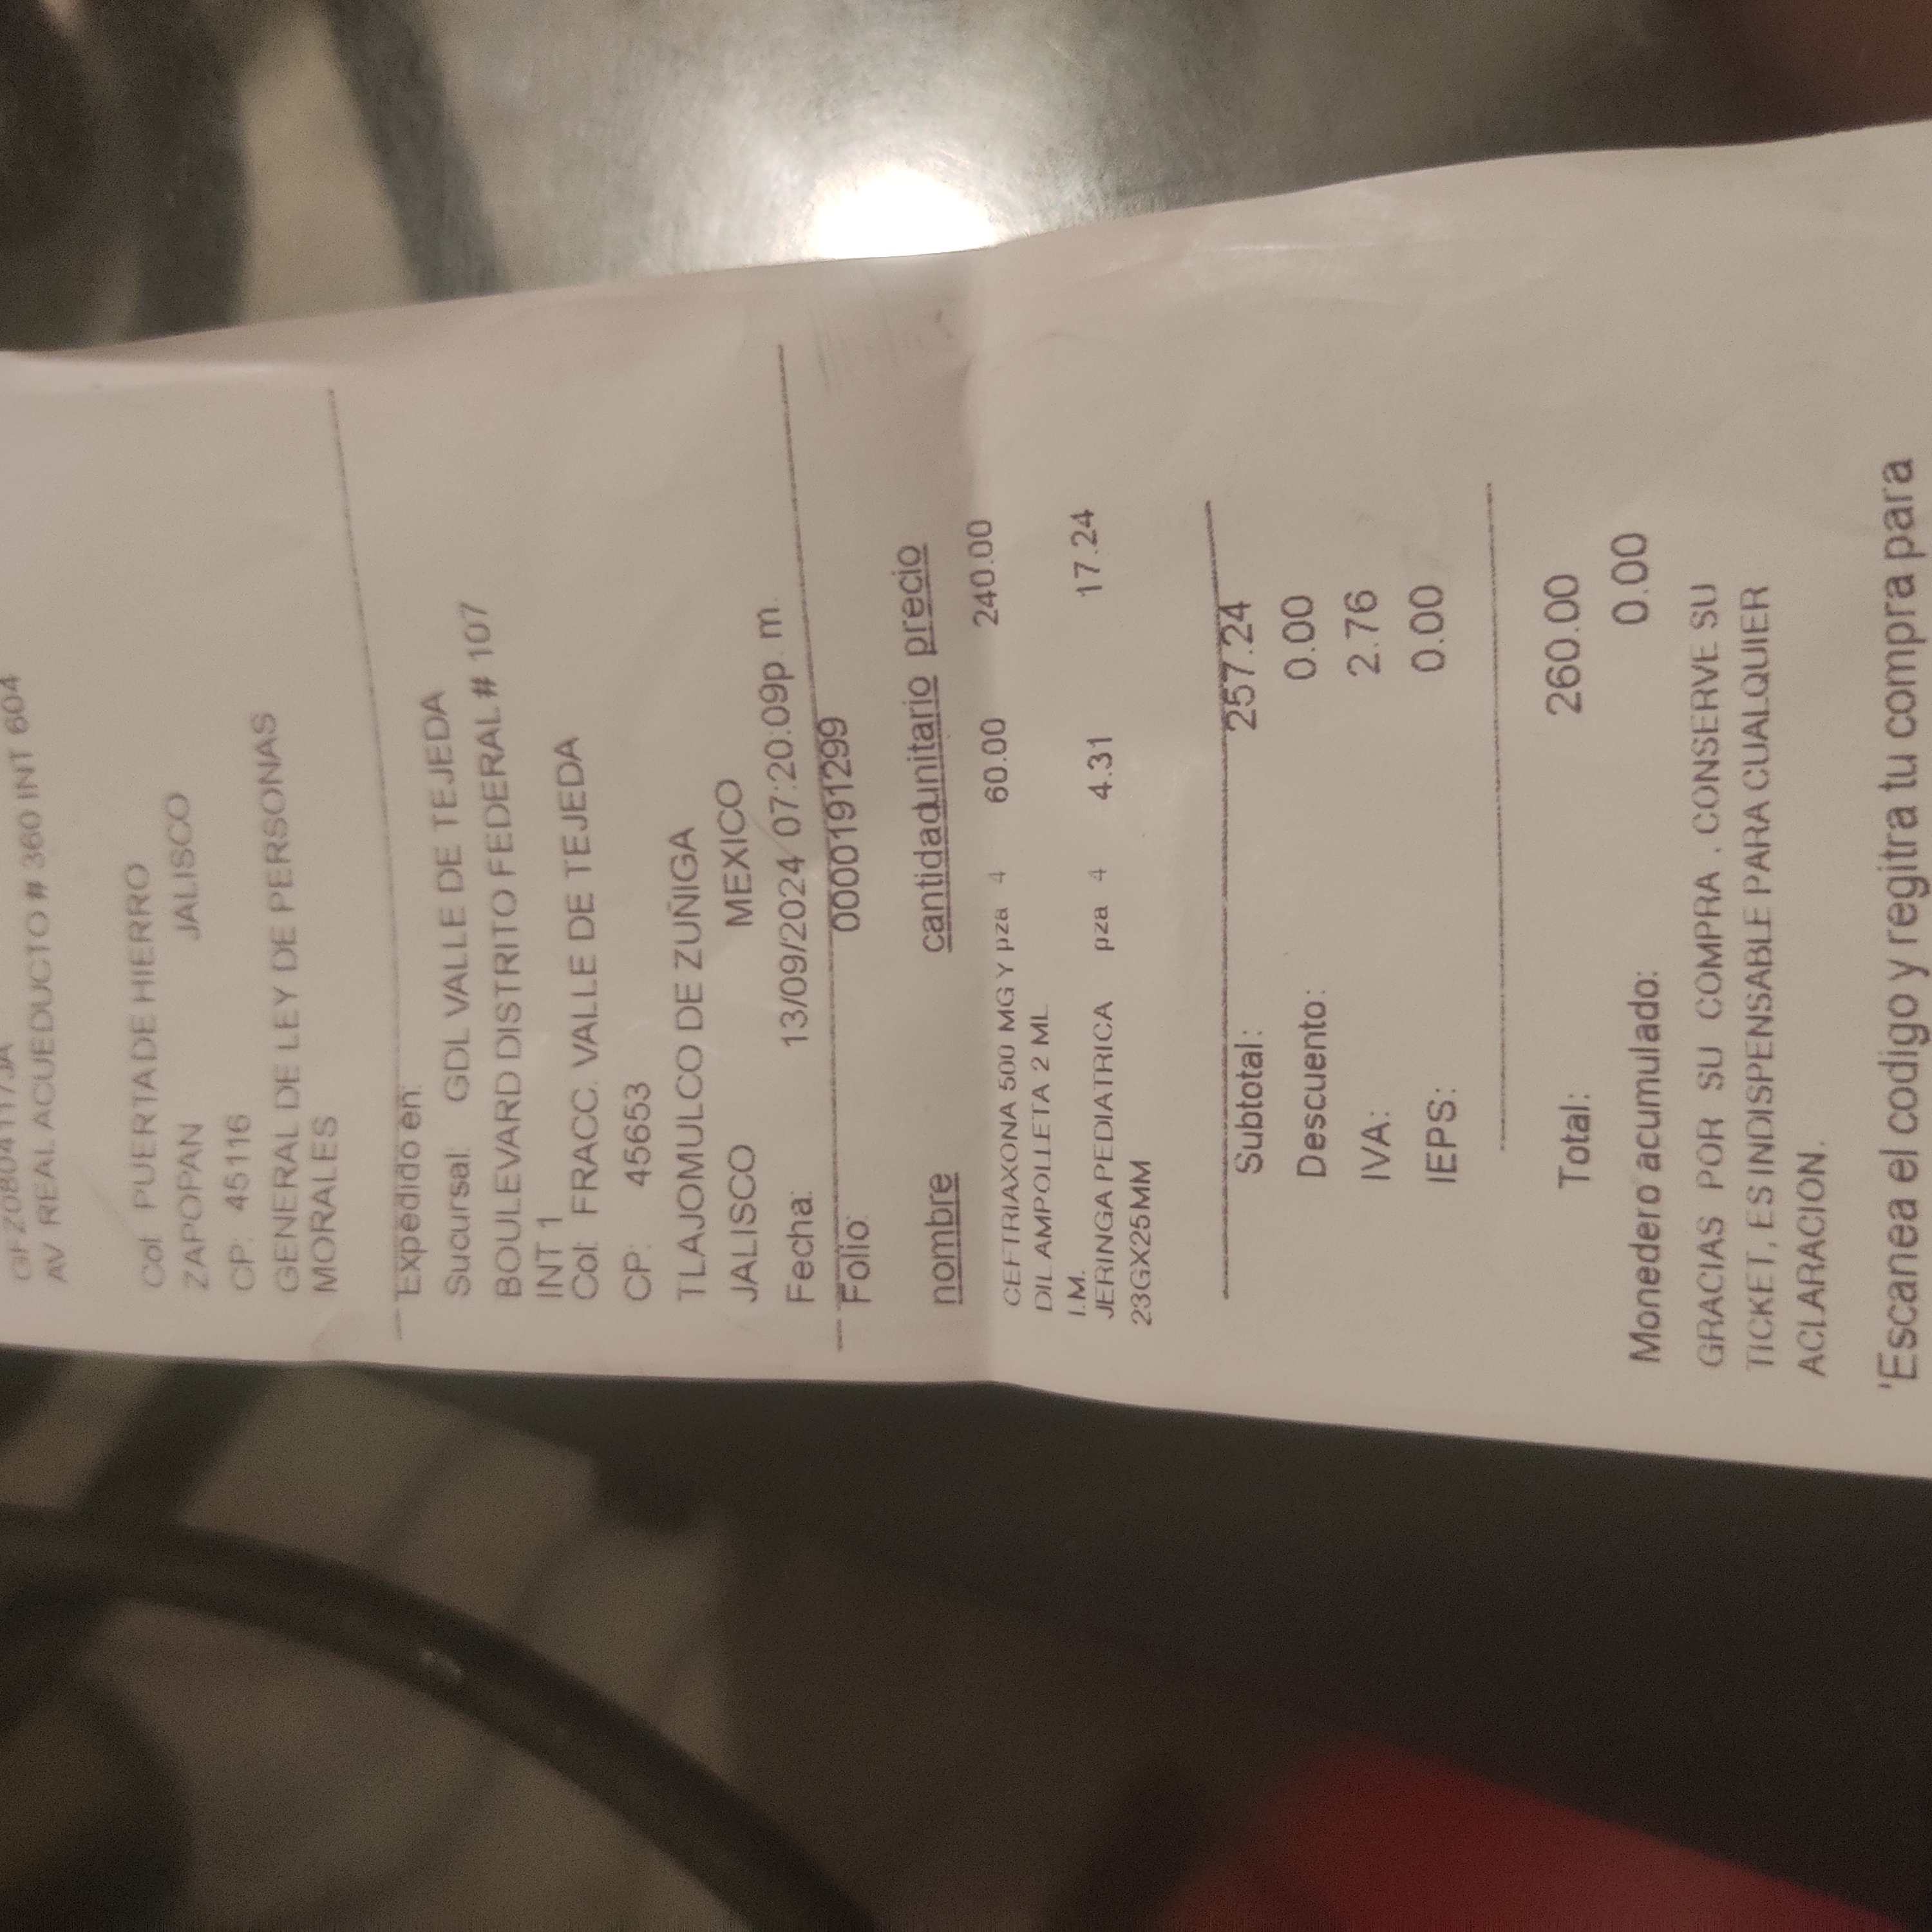 AV REAL ACUEDUCTO # 360 INT 604
Col PUERTA DE HIERRO
ZAPOPAN JALISCO
CP: 45116
GENERAL DE LEY DE PERSONAS
MORALES
Expedido en:
Sucursal: GDL VALLE DE TEJEDA
BOULEVARD DISTRITO FEDERAL # 107
INT 1
Col: FRACC. VALLE DE TEJEDA
CP: 45653
TLAJOMULCO DE ZUÑIGA
JALISCO MEXICO
Fecha: 13/09/2024 07:20:09p. m.
Folio: 0000191299
nombre cantidadunitario precio
CEFTRIAXONA 500 MG Y pza 4 60.00 240.00
DIL AMPOLLETA 2 ML
I.M.
JERINGA PEDIATRICA pza 4 4.31 17.24
23GX25MM
Subtotal: 257.24
Descuento: 0.00
IVA: 2.76
IEPS: 0.00
Total: 260.00
Monedero acumulado: 0.00
GRACIAS POR SU COMPRA . CONSERVE SU
TICKET, ES INDISPENSABLE PARA CUALQUIER
ACLARACION.
'Escanea el codigo y regitra tu compra para